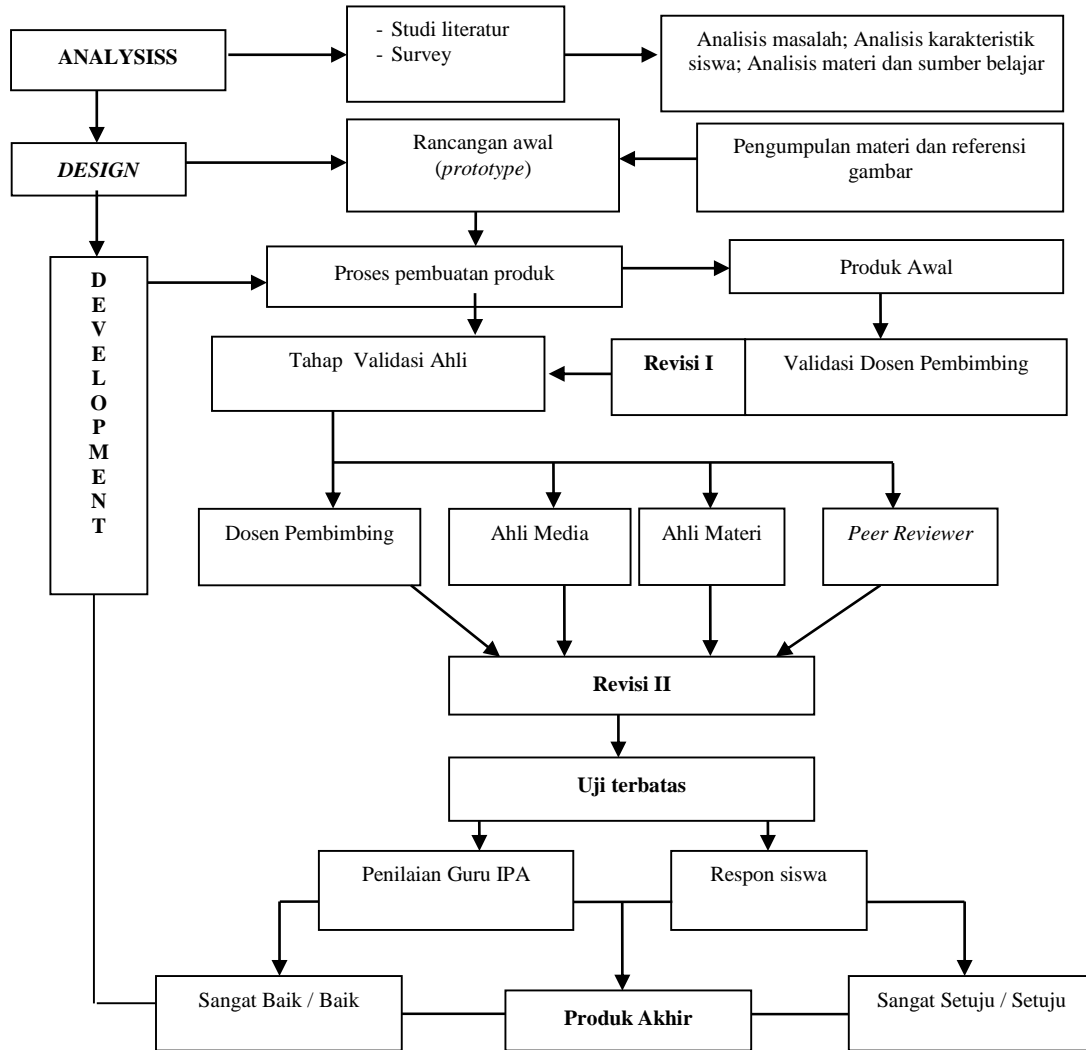 ANALYSISS
- Studi literatur
- Survey
Analisis masalah; Analisis karakteristik
siswa; Analisis materi dan sumber belajar
DESIGN
Rancangan awal
(prototype)
Pengumpulan materi dan referensi
gambar
D
E
V
E
L
O
P
M
E
N
T
Proses pembuatan produk
Produk Awal
Tahap Validasi Ahli
Revisi I
Validasi Dosen Pembimbing
Dosen Pembimbing
Ahli Media
Ahli Materi
Peer Reviewer
Revisi II
Uji terbatas
Penilaian Guru IPA
Respon siswa
Sangat Baik / Baik
Produk Akhir
Sangat Setuju / Setuju